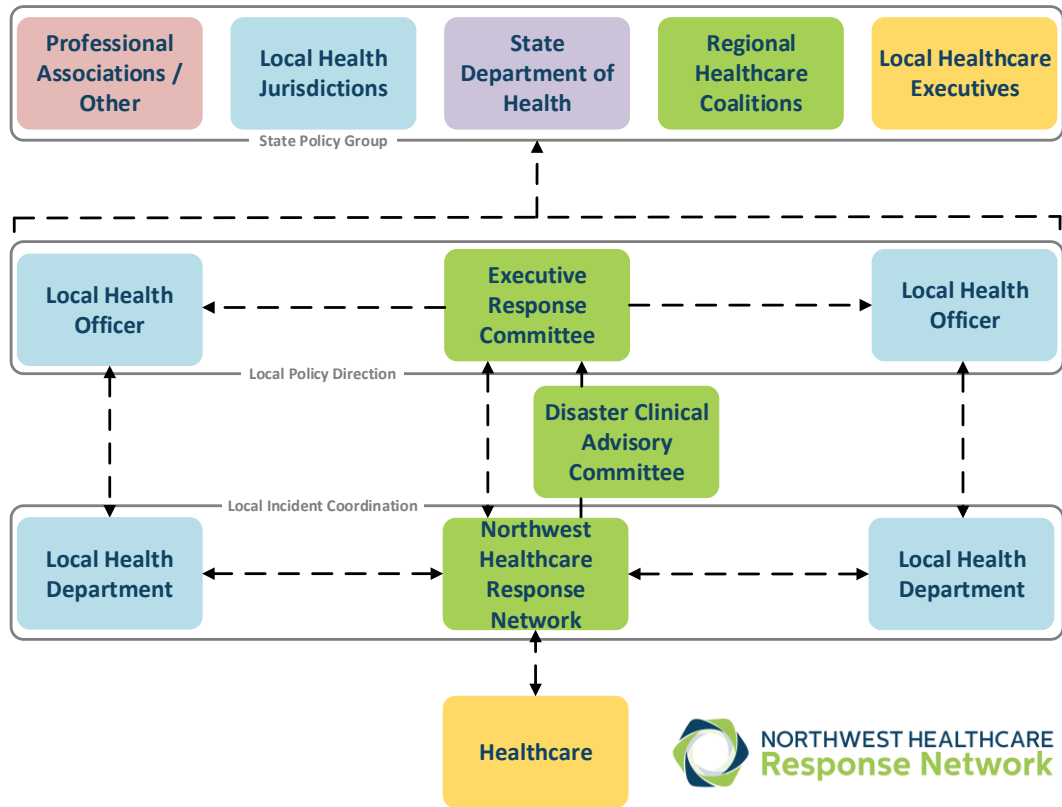 Professional
Associations /
Other
Local Health
Jurisdictions
State
Department of
Health
Regional
Healthcare
Coalitions
Local Healthcare
Executives
State Policy Group
Local Health
Officer
Executive
Response
Committee
Local Health
Officer
Local Policy Direction
Disaster Clinical
Advisory
Committee
Local Incident Coordination
Local Health
Department
Northwest
Healthcare
Response
Network
Local Health
Department
Healthcare
NORTHWEST HEALTHCARE
Response Network